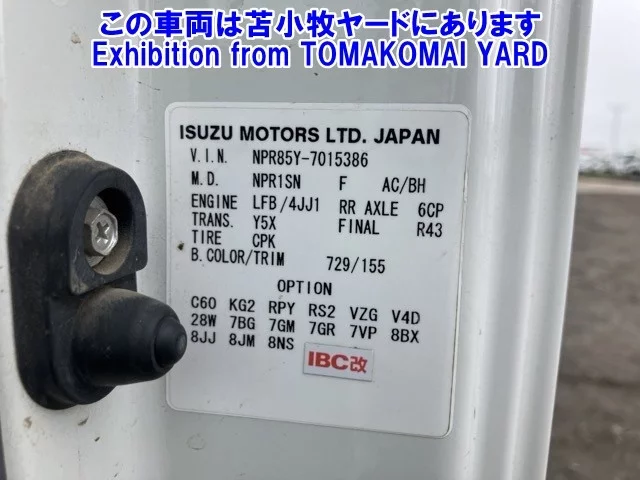 この車両は苫小牧ヤードにあります
Exhibition from TOMAKOMAI YARD
ISUZU MOTORS LTD. JAPAN
V.I.N. NPR85Y-7015386
M.D. NPR1SN F AC/BH
ENGINE LFB/4JJ1 RR AXLE 6CP
TRANS. Y5X FINAL R43
TIRE CPK
B.COLOR/TRIM 729/155
OPTION
C60 KG2 RPY RS2 VZG V4D
28W 7BG 7GM 7GR 7VP 8BX
8JJ 8JM 8NS
IBC改